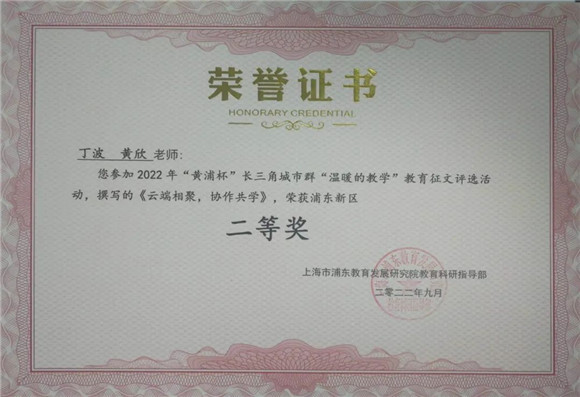 荣誉证书
HONORARY CREDENTIAL
丁波 黄欣 老师:
您参加2022年“黄浦杯”长三角城市群“温暖的教学”教育征文评选活
动，撰写的《云端相聚，协作共学》，荣获浦东新区
二等奖
上海市浦东教育发展研究院教育科研指导部
二零二二年九月